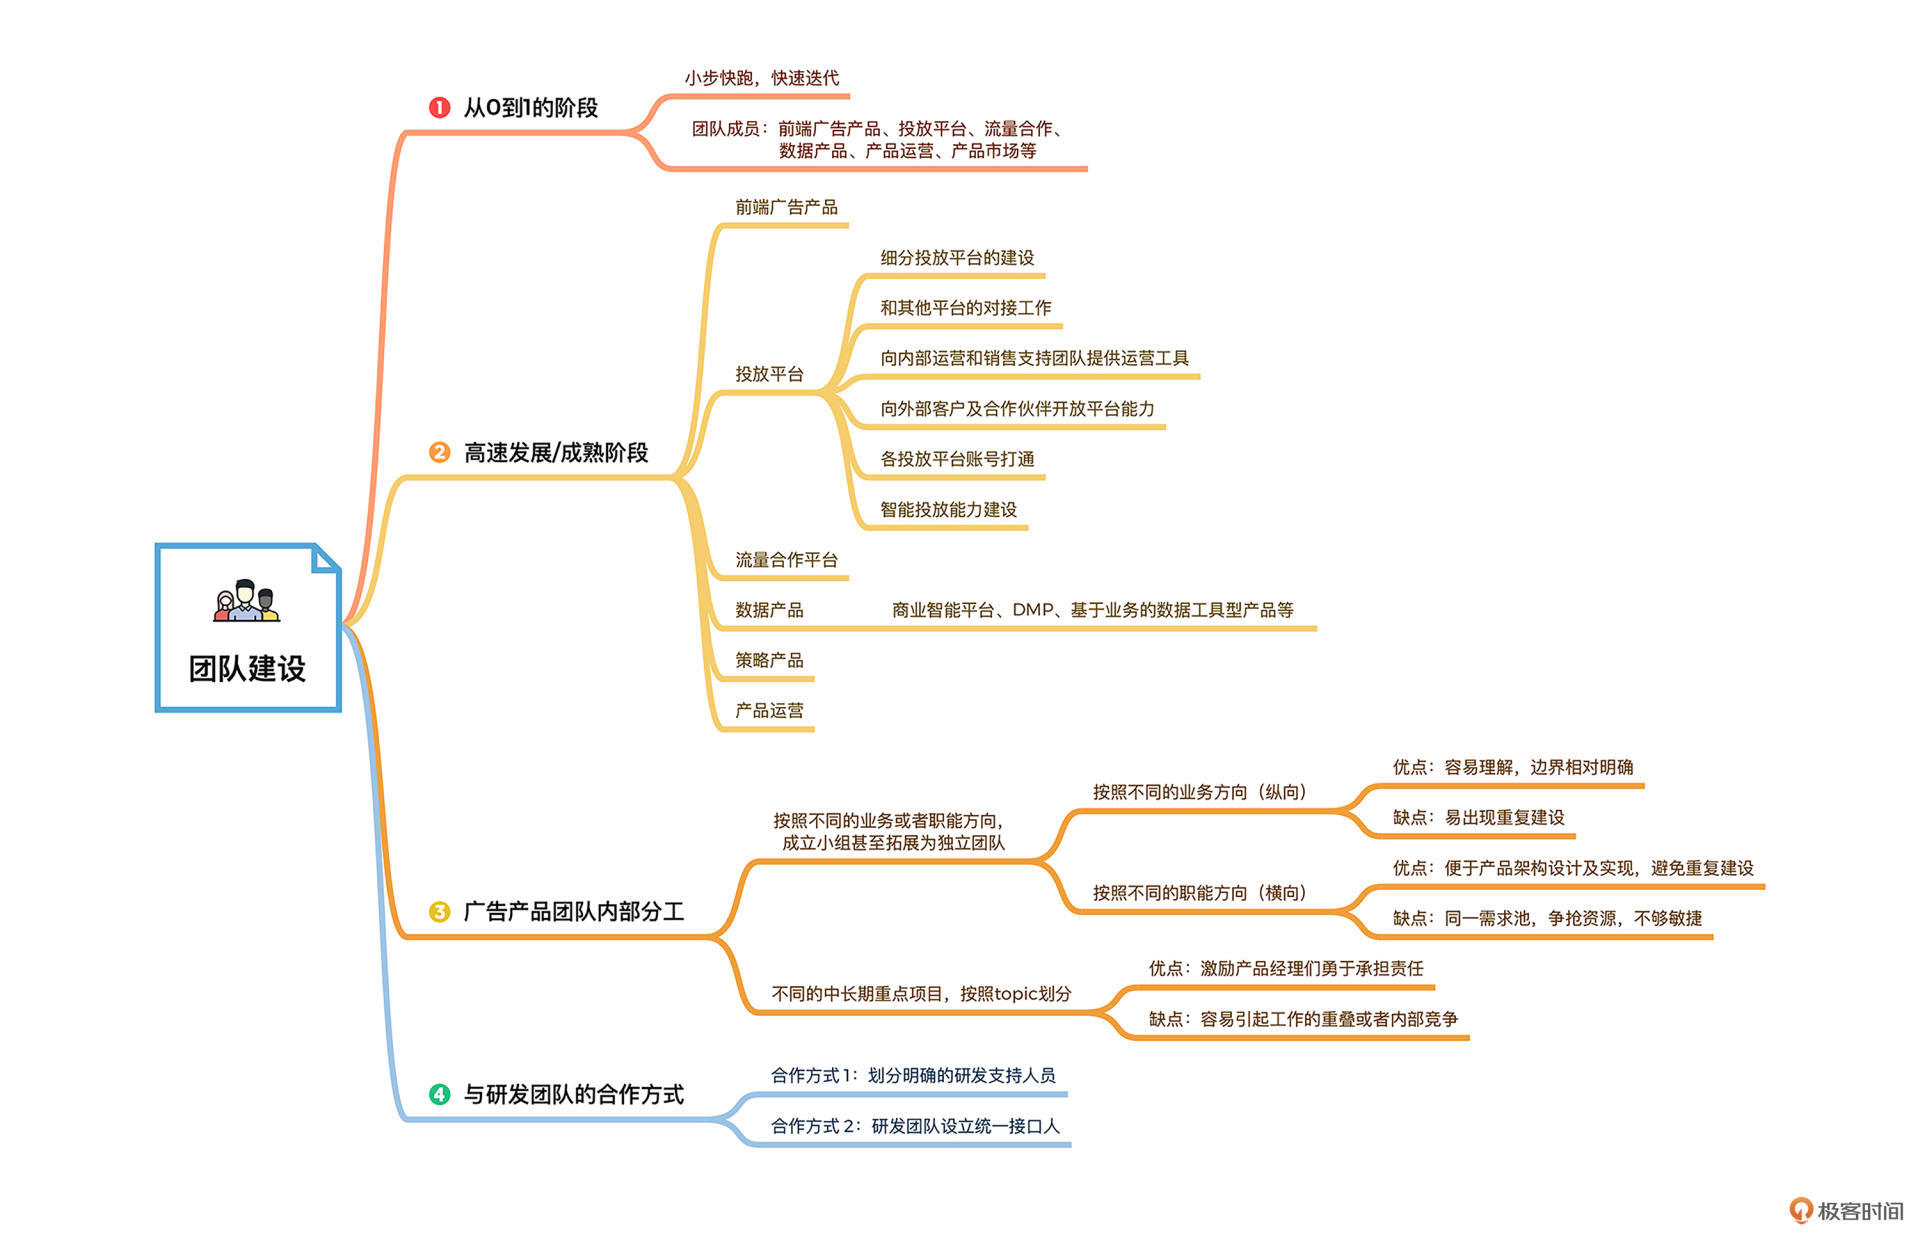 团队建设
1 从0到1的阶段
小步快跑，快速迭代
团队成员：前端广告产品、投放平台、流量合作、
数据产品、产品运营、产品市场等
2 高速发展/成熟阶段
前端广告产品
投放平台
细分投放平台的建设
和其他平台的对接工作
向内部运营和销售支持团队提供运营工具
向外部客户及合作伙伴开放平台能力
各投放平台账号打通
智能投放能力建设
流量合作平台
数据产品
商业智能平台、DMP、基于业务的数据工具型产品等
策略产品
产品运营
3 广告产品团队内部分工
按照不同的业务或者职能方向，
成立小组甚至拓展为独立团队
按照不同的业务方向（纵向）
优点：容易理解，边界相对明确
缺点：易出现重复建设
按照不同的职能方向（横向）
优点：便于产品架构设计及实现，避免重复建设
缺点：同一需求池，争抢资源，不够敏捷
不同的中长期重点项目，按照topic划分
优点：激励产品经理们勇于承担责任
缺点：容易引起工作的重叠或者内部竞争
4 与研发团队的合作方式
合作方式 1：划分明确的研发支持人员
合作方式 2：研发团队设立统一接口人
极客时间